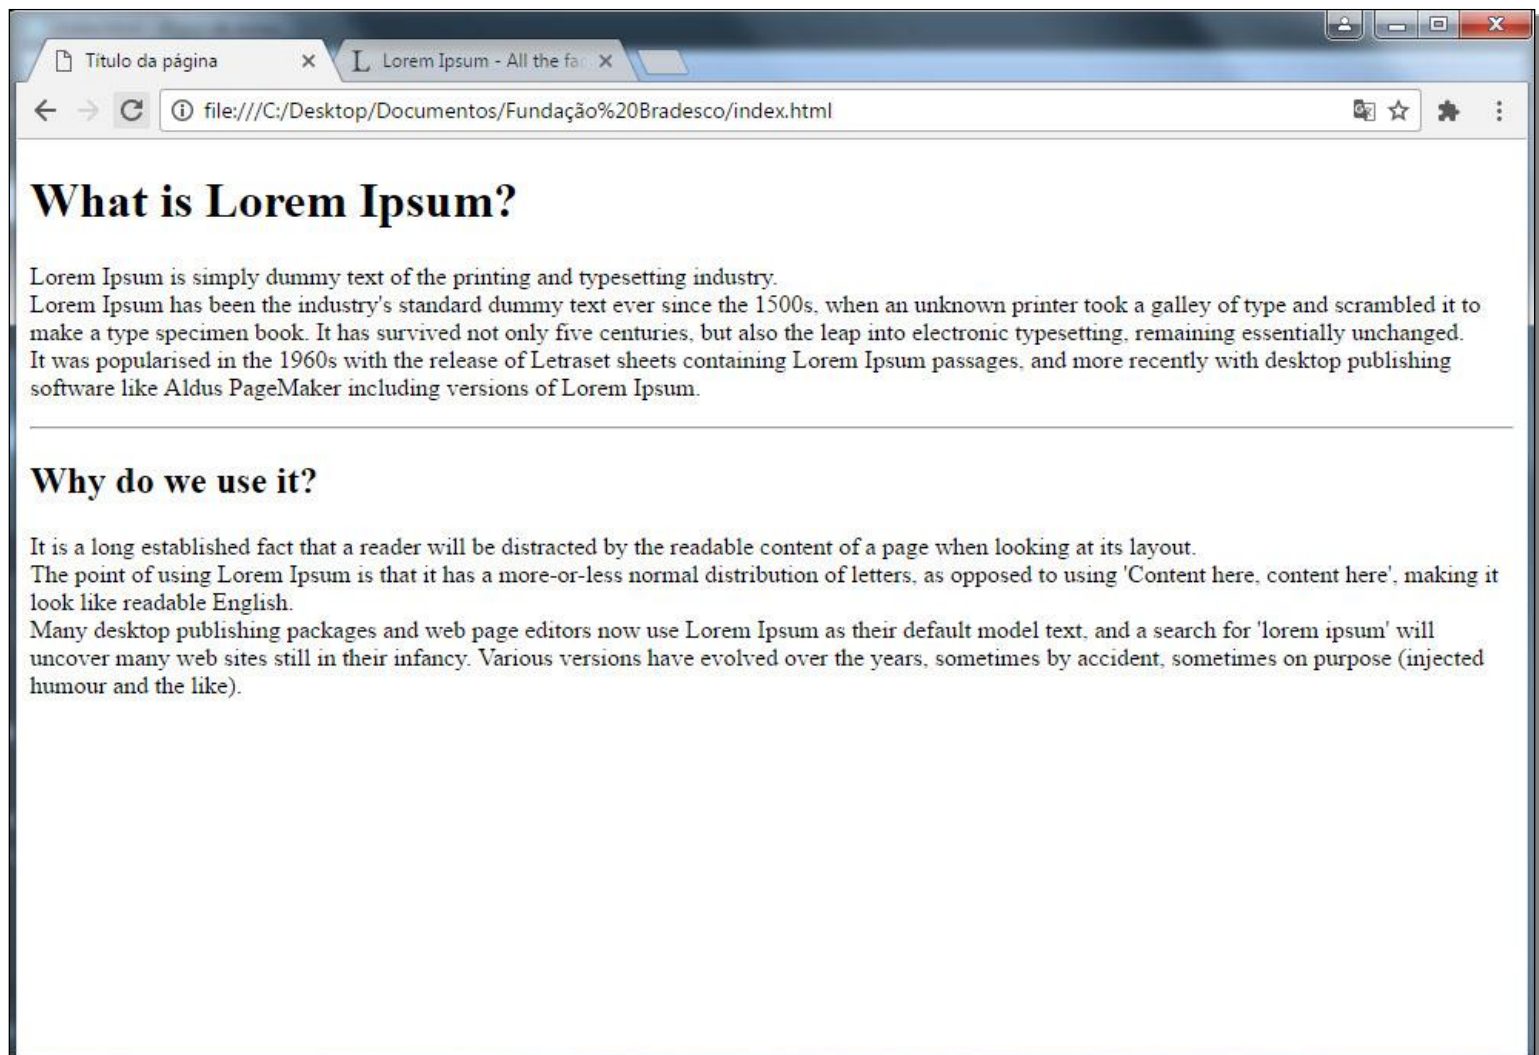 Título da página
Lorem Ipsum - All the fa
file:///C:/Desktop/Documentos/Fundação%20Bradesco/index.html
What is Lorem Ipsum?
Lorem Ipsum is simply dummy text of the printing and typesetting industry.
Lorem Ipsum has been the industry's standard dummy text ever since the 1500s, when an unknown printer took a galley of type and scrambled it to
make a type specimen book. It has survived not only five centuries, but also the leap into electronic typesetting, remaining essentially unchanged.
It was popularised in the 1960s with the release of Letraset sheets containing Lorem Ipsum passages, and more recently with desktop publishing
software like Aldus PageMaker including versions of Lorem Ipsum.
Why do we use it?
It is a long established fact that a reader will be distracted by the readable content of a page when looking at its layout.
The point of using Lorem Ipsum is that it has a more-or-less normal distribution of letters, as opposed to using 'Content here, content here', making it
look like readable English.
Many desktop publishing packages and web page editors now use Lorem Ipsum as their default model text, and a search for 'lorem ipsum' will
uncover many web sites still in their infancy. Various versions have evolved over the years, sometimes by accident, sometimes on purpose (injected
humour and the like).